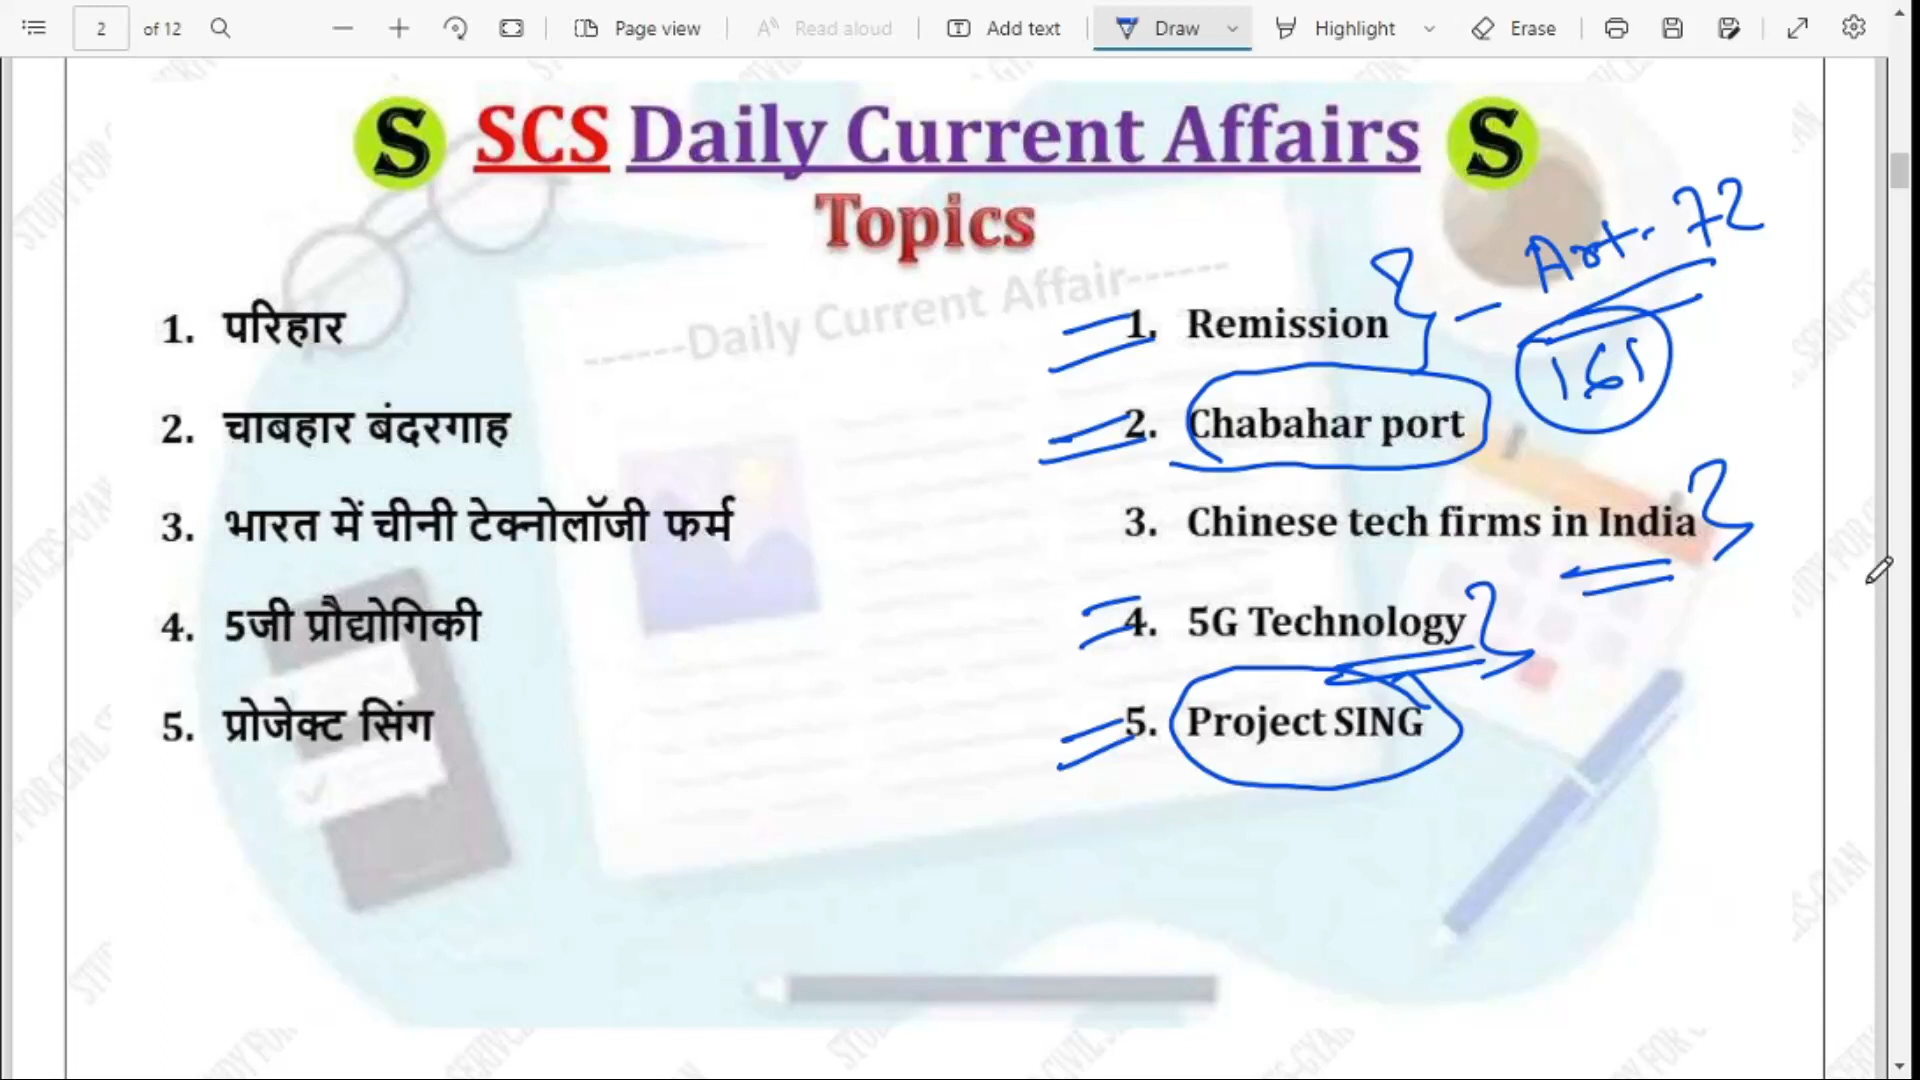 2 of 12 Page view Read aloud Add text Draw Highlight Erase
S SCS Daily Current Affairs S
Topics
------Daily Current Affair------
1. परिहार
2. चाबहार बंदरगाह
3. भारत में चीनी टेक्नोलॉजी फर्म
4. 5जी प्रौद्योगिकी
5. प्रोजेक्ट सिंग
1. Remission
Art. 72
161
2. Chabahar port
3. Chinese tech firms in India
4. 5G Technology
5. Project SING